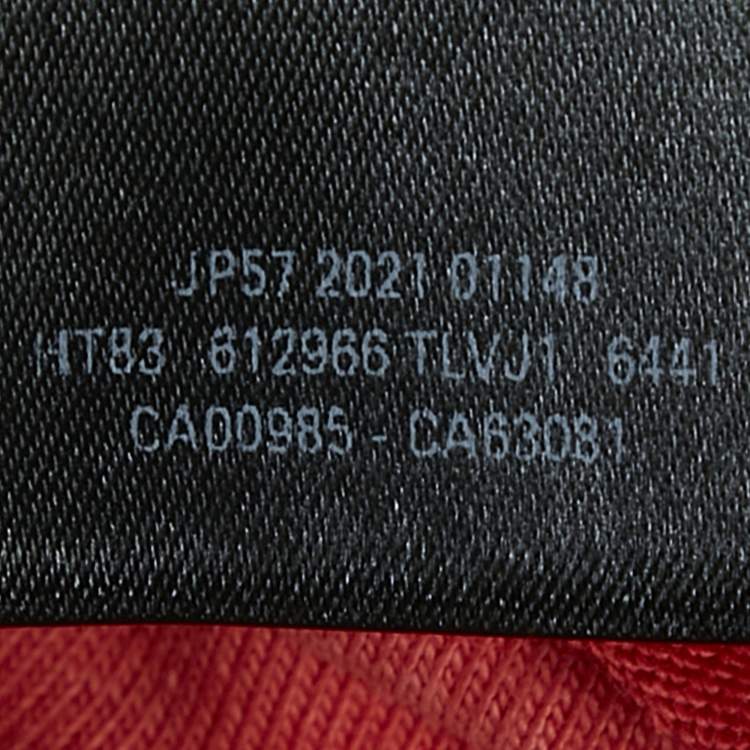 JP57 2021 01148
HT83 612966 TLVJ1 6441
CA00985 - CA63081